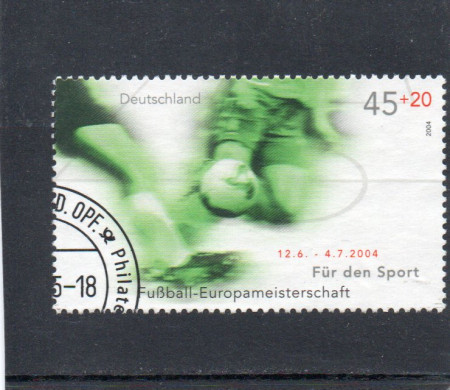 Deutschland
45+20
2004
12.6. - 4.7.2004
Für den Sport
Fußball-Europameisterschaft
D. OPF. Philate
5-18